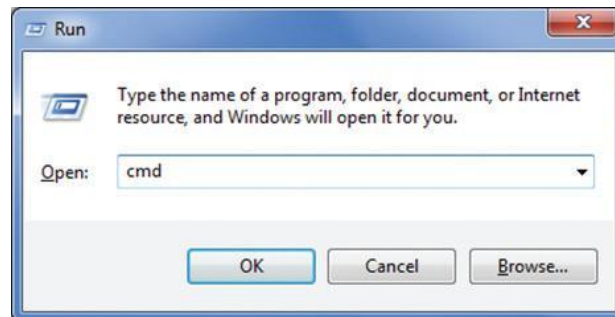 Run
Type the name of a program, folder, document, or Internet
resource, and Windows will open it for you.
Open: cmd
OK Cancel Browse...